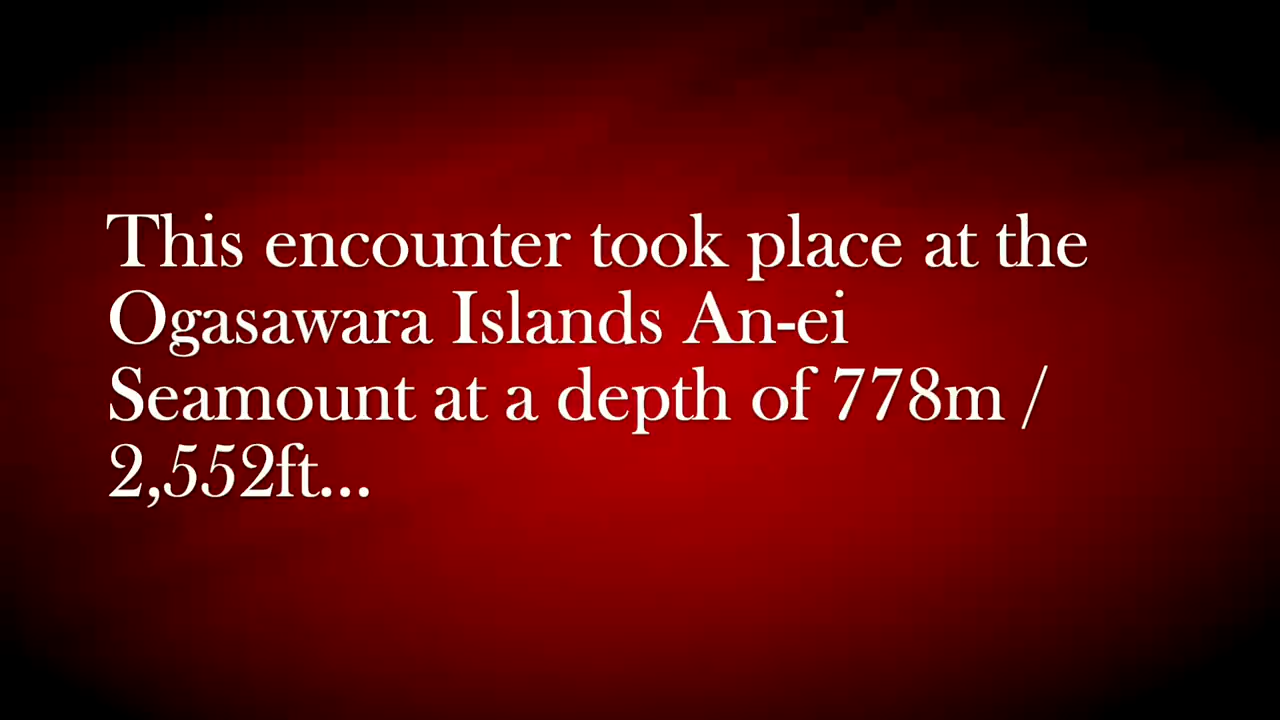 This encounter took place at the
Ogasawara Islands An-ei
Seamount at a depth of 778m /
2,552ft...